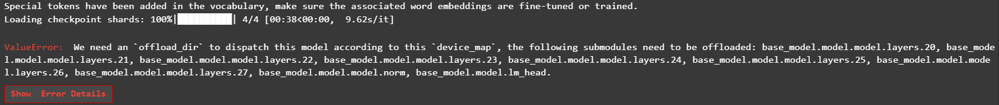 Special tokens have been added in the vocabulary, make sure the associated word embeddings are fine-tuned or trained.
Loading checkpoint shards: 100%|██████████| 4/4 [00:38<00:00,  9.62s/it]
ValueError:  We need an `offload_dir` to dispatch this model according to this `device_map`, the following submodules need to be offloaded: base_model.model.model.layers.20, base_mode
l.model.model.layers.21, base_model.model.model.layers.22, base_model.model.model.layers.23, base_model.model.model.layers.24, base_model.model.model.layers.25, base_model.model.mode
l.layers.26, base_model.model.model.layers.27, base_model.model.model.norm, base_model.model.lm_head.
Show  Error Details